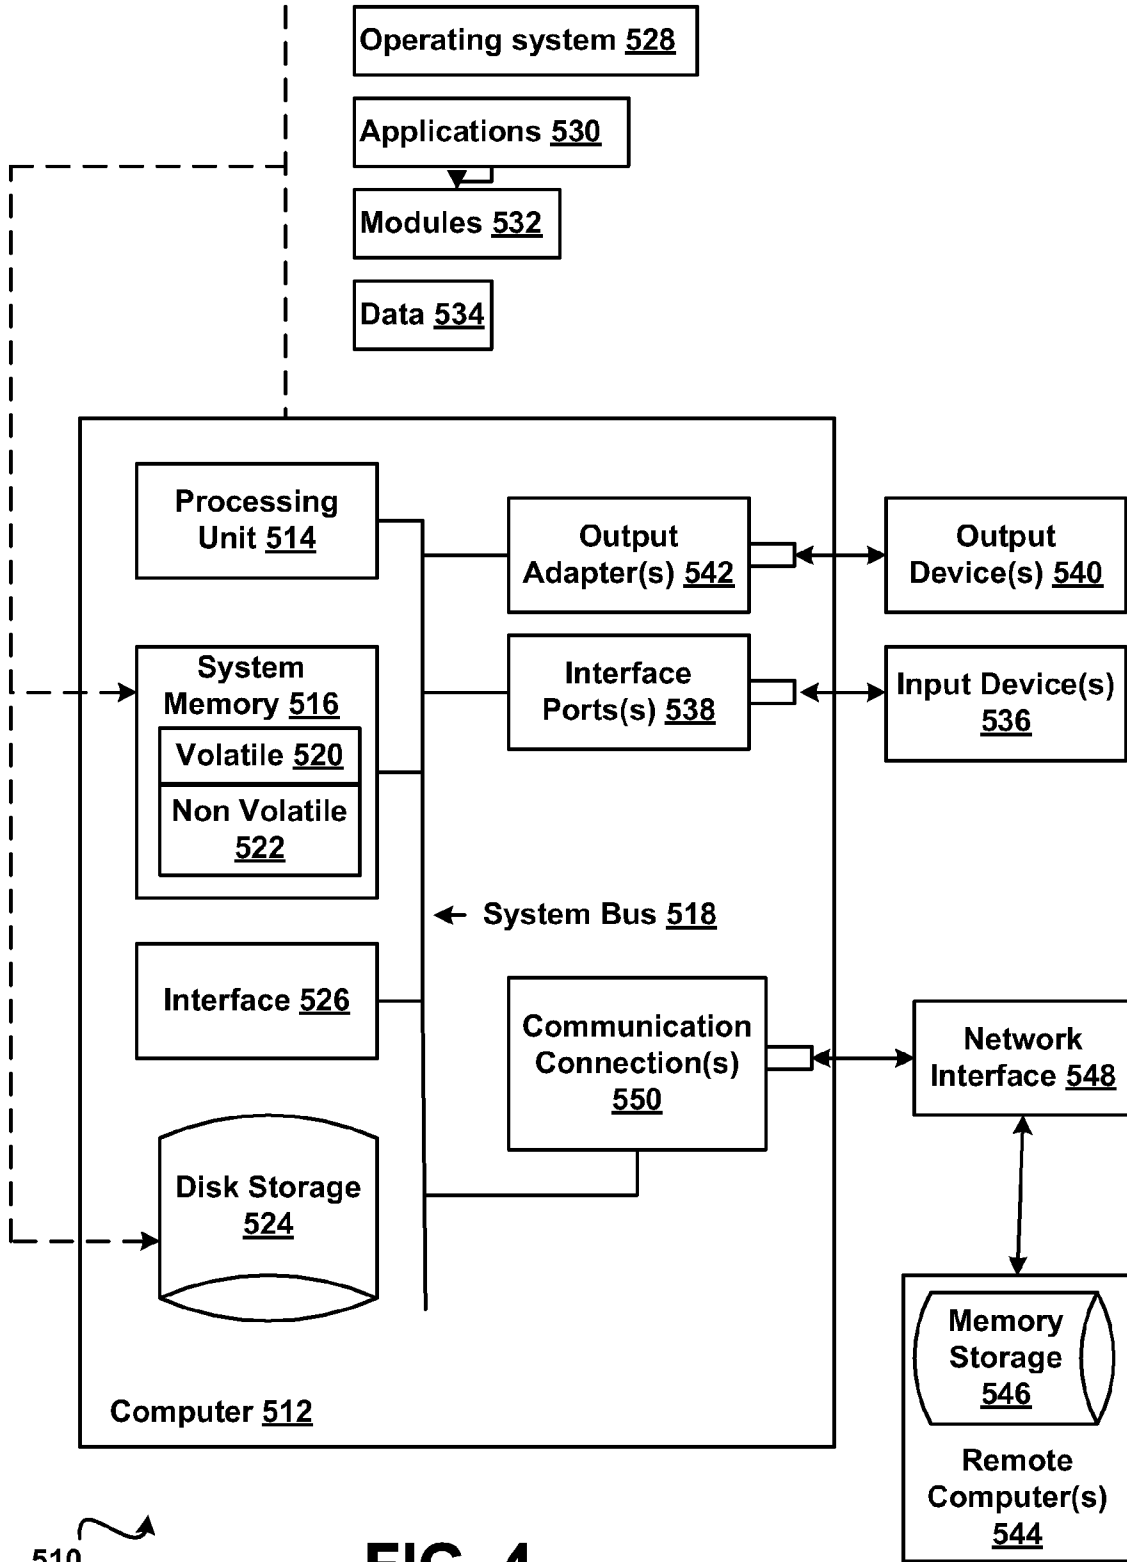 Operating system 528
Applications 530
Modules 532
Data 534
Processing
Unit 514
Output
Adapter(s) 542
Output
Device(s) 540
System
Memory 516
Volatile 520
Non Volatile
522
Interface
Ports(s) 538
Input Device(s)
536
System Bus 518
Interface 526
Communication
Connection(s)
550
Network
Interface 548
Disk Storage
524
Memory
Storage
546
Remote
Computer(s)
544
Computer 512
510
FIG. 4